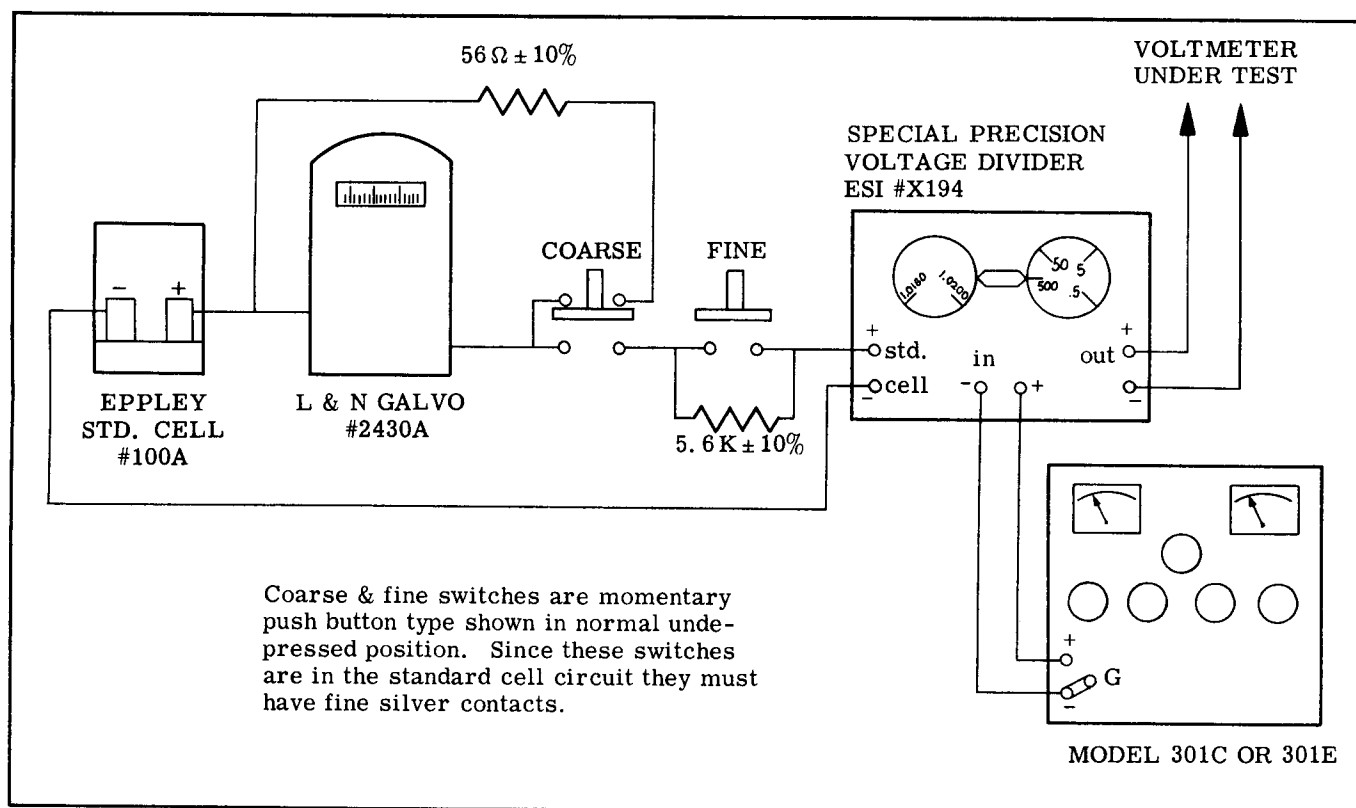 56 Ω ± 10%
VOLTMETER
UNDER TEST
SPECIAL PRECISION
VOLTAGE DIVIDER
ESI #X194
COARSE
FINE
1.0180
1.0200
500
50
5
.5
- +
EPPLEY
STD. CELL
#100A
L & N GALVO
#2430A
5.6 K ± 10%
+
std.
cell
-
in
- +
out
+
-
Coarse & fine switches are momentary
push button type shown in normal unde-
pressed position. Since these switches
are in the standard cell circuit they must
have fine silver contacts.
+
G
-
MODEL 301C OR 301E